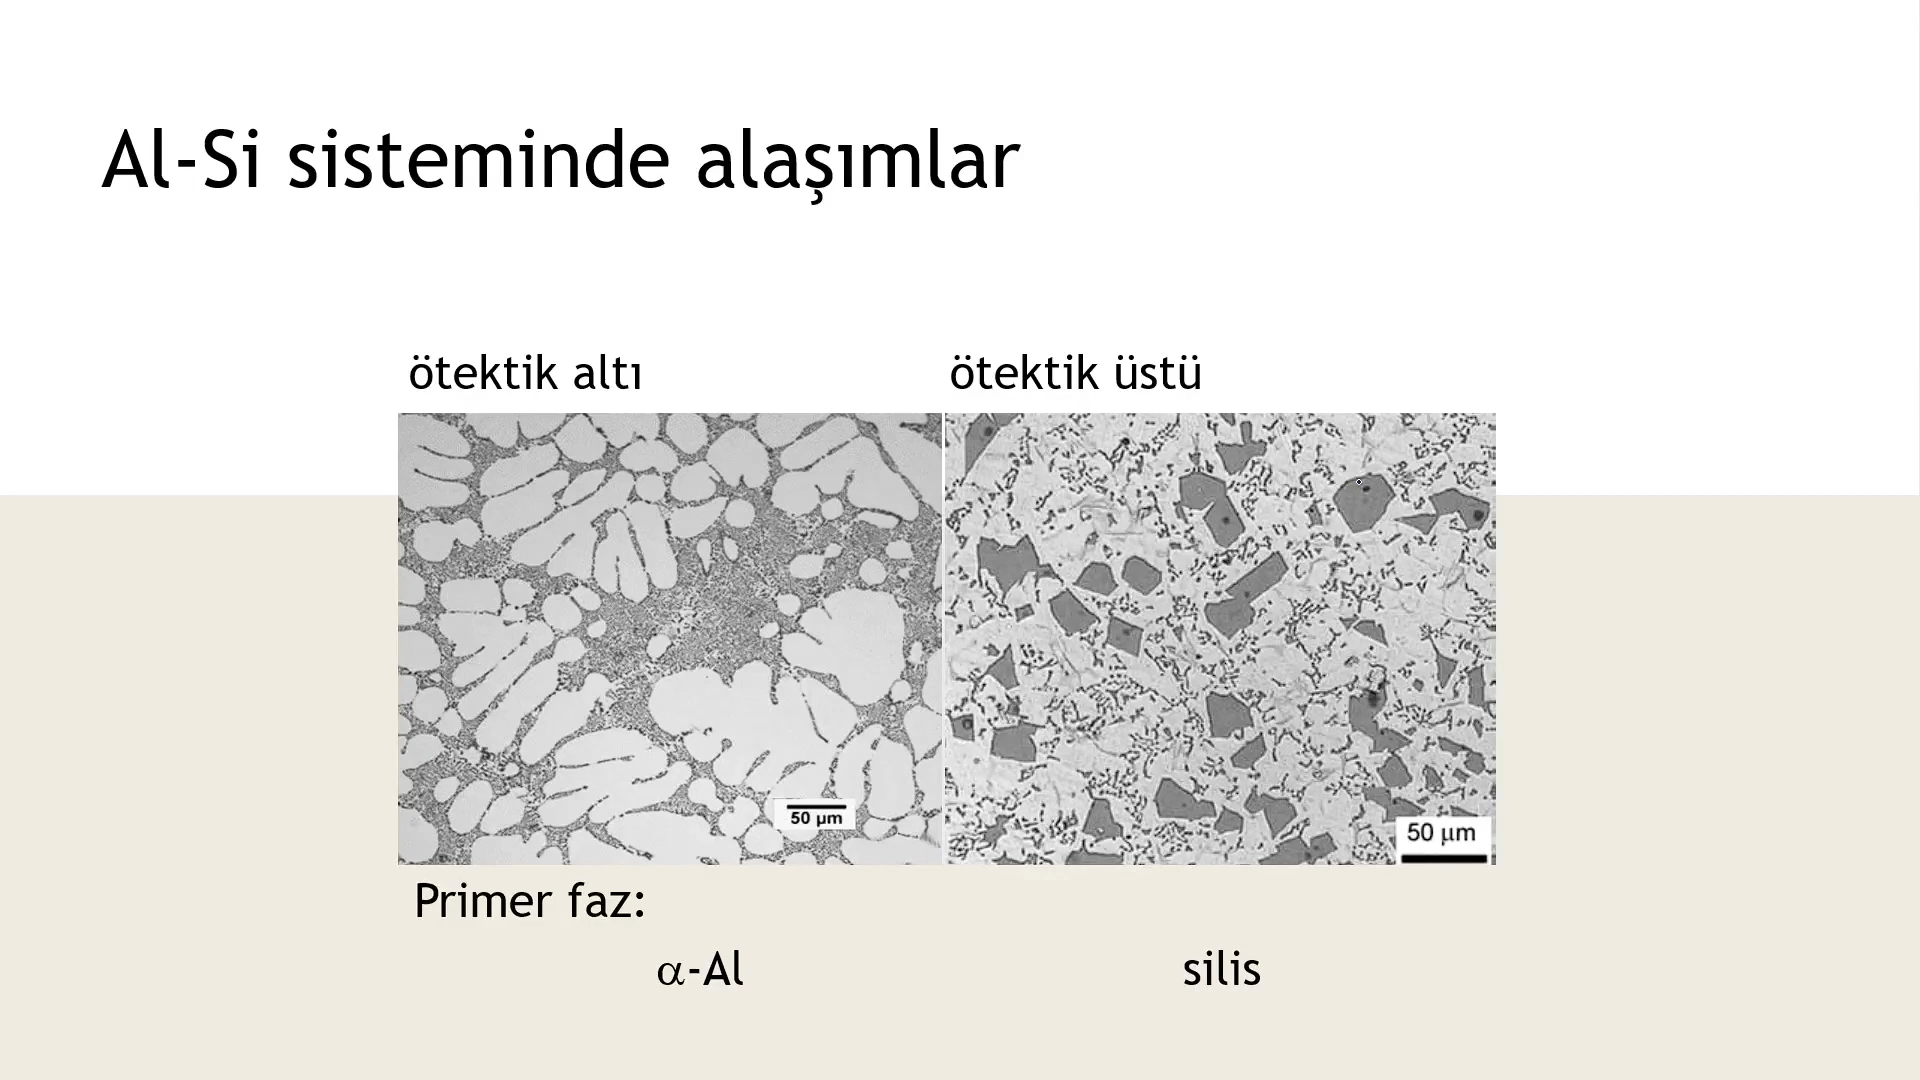 Al-Si sisteminde alaşımlar
ötektik altı
ötektik üstü
50 µm
50 µm
Primer faz:
α-Al
silis